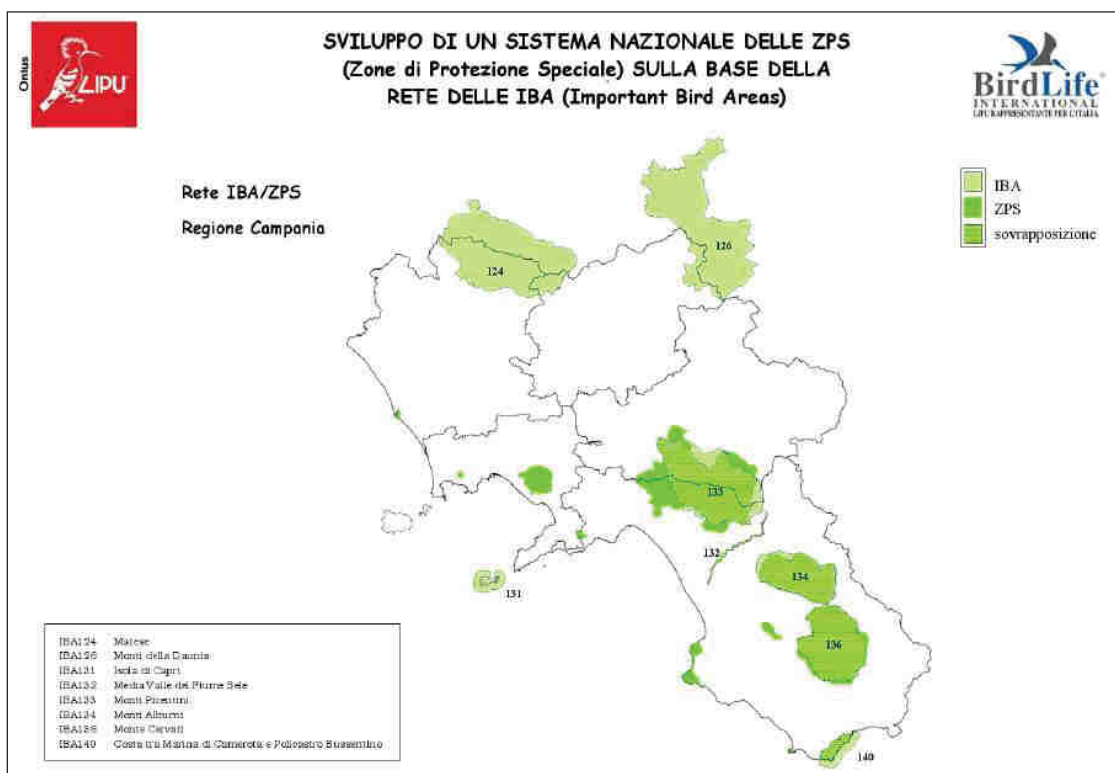 Onlus
LIPU
SVILUPPO DI UN SISTEMA NAZIONALE DELLE ZPS
(Zone di Protezione Speciale) SULLA BASE DELLA
RETE DELLE IBA (Important Bird Areas)
BirdLife
INTERNATIONAL
LIPU RAPPRESENTANTE PER L'ITALIA
Rete IBA/ZPS
Regione Campania
IBA
ZPS
sovrapposizione
126
124
133
132
134
131
136
140
IBA124 Matese
IBA126 Monti della Daunia
IBA131 Isola di Capri
IBA132 Media Valle del Fiume Sele
IBA133 Monti Picentini
IBA134 Monti Alburni
IBA136 Monte Cervati
IBA140 Costa tra Marina di Camerota e Policastro Bussentino